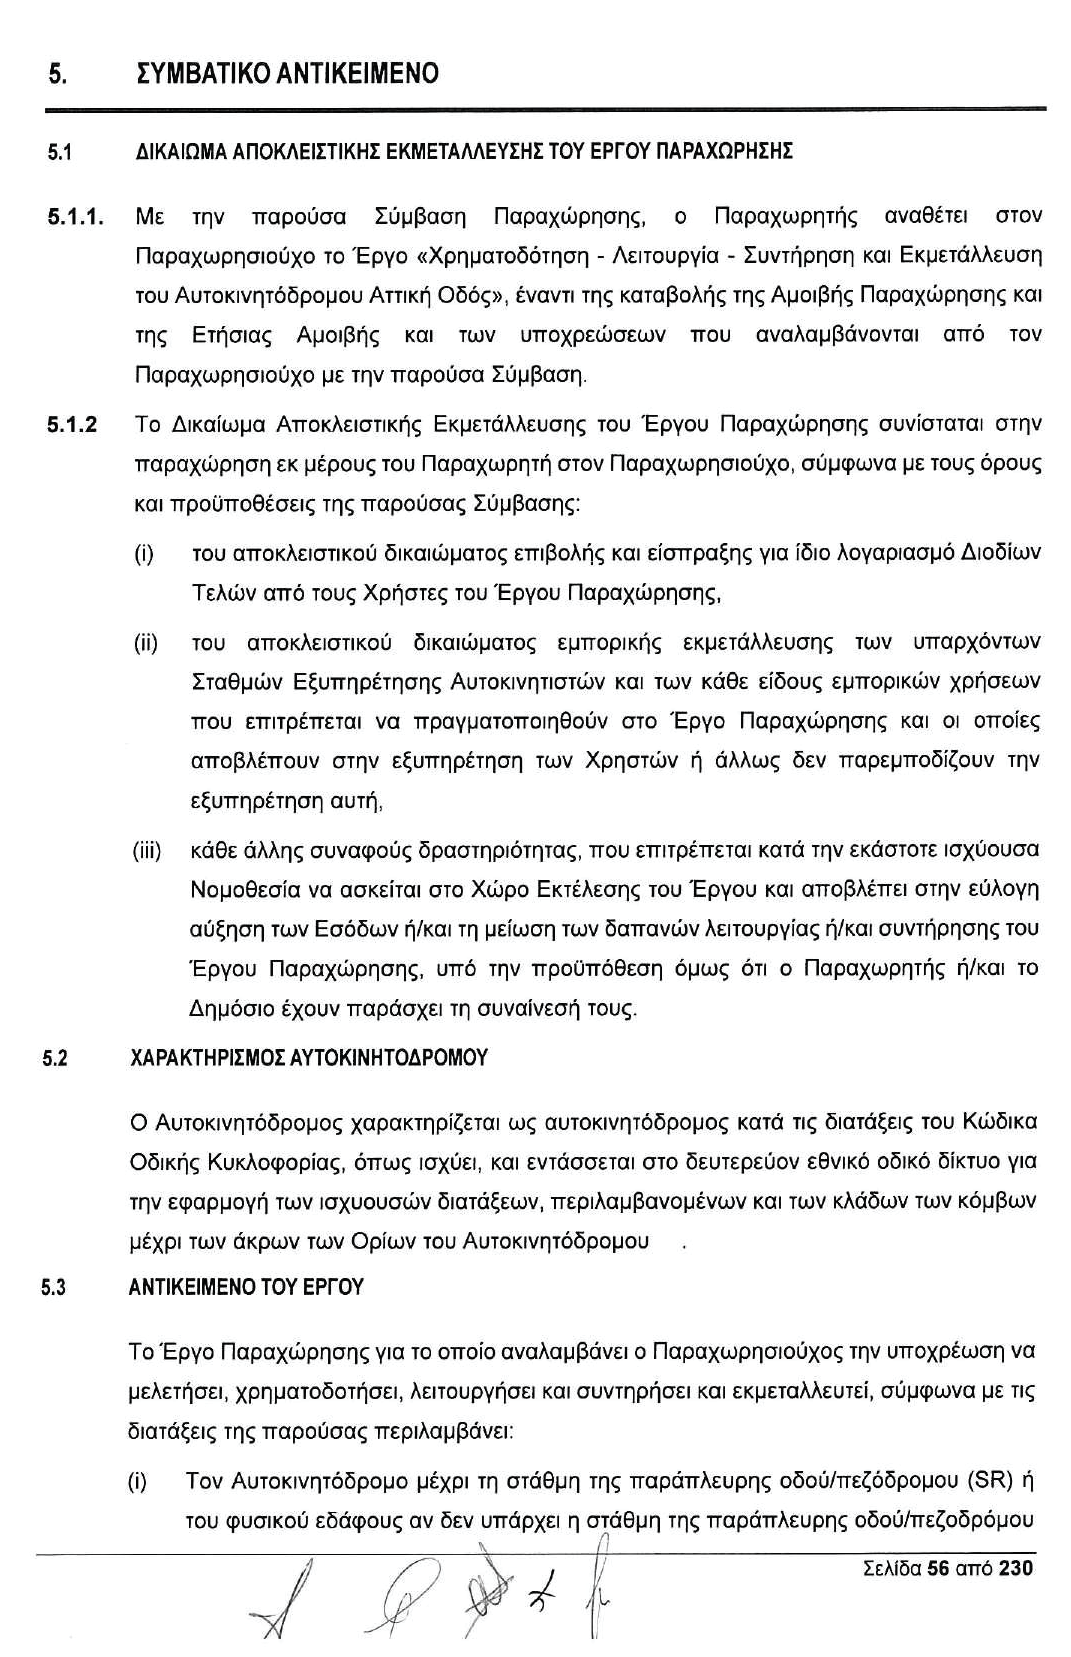 5. ΣΥΜΒΑΤΙΚΟ ΑΝΤΙΚΕΙΜΕΝΟ
5.1 ΔΙΚΑΙΩΜΑ ΑΠΟΚΛΕΙΣΤΙΚΗΣ ΕΚΜΕΤΑΛΛΕΥΣΗΣ ΤΟΥ ΕΡΓΟΥ ΠΑΡΑΧΩΡΗΣΗΣ
5.1.1. Με την παρούσα Σύμβαση Παραχώρησης, ο Παραχωρητής αναθέτει στον
Παραχωρησιούχο το Έργο «Χρηματοδότηση - Λειτουργία - Συντήρηση και Εκμετάλλευση
του Αυτοκινητόδρομου Αττική Οδός», έναντι της καταβολής της Αμοιβής Παραχώρησης και
της Ετήσιας Αμοιβής και των υποχρεώσεων που αναλαμβάνονται από τον
Παραχωρησιούχο με την παρούσα Σύμβαση.
5.1.2 Το Δικαίωμα Αποκλειστικής Εκμετάλλευσης του Έργου Παραχώρησης συνίσταται στην
παραχώρηση εκ μέρους του Παραχωρητή στον Παραχωρησιούχο, σύμφωνα με τους όρους
και προϋποθέσεις της παρούσας Σύμβασης:
(i) του αποκλειστικού δικαιώματος επιβολής και είσπραξης για ίδιο λογαριασμό Διοδίων
Τελών από τους Χρήστες του Έργου Παραχώρησης,
(ii) του αποκλειστικού δικαιώματος εμπορικής εκμετάλλευσης των υπαρχόντων
Σταθμών Εξυπηρέτησης Αυτοκινητιστών και των κάθε είδους εμπορικών χρήσεων
που επιτρέπεται να πραγματοποιηθούν στο Έργο Παραχώρησης και οι οποίες
αποβλέπουν στην εξυπηρέτηση των Χρηστών ή άλλως δεν παρεμποδίζουν την
εξυπηρέτηση αυτή,
(iii) κάθε άλλης συναφούς δραστηριότητας, που επιτρέπεται κατά την εκάστοτε ισχύουσα
Νομοθεσία να ασκείται στο Χώρο Εκτέλεσης του Έργου και αποβλέπει στην εύλογη
αύξηση των Εσόδων ή/και τη μείωση των δαπανών λειτουργίας ή/και συντήρησης του
Έργου Παραχώρησης, υπό την προϋπόθεση όμως ότι ο Παραχωρητής ή/και το
Δημόσιο έχουν παράσχει τη συναίνεσή τους.
5.2 ΧΑΡΑΚΤΗΡΙΣΜΟΣ ΑΥΤΟΚΙΝΗΤΟΔΡΟΜΟΥ
Ο Αυτοκινητόδρομος χαρακτηρίζεται ως αυτοκινητόδρομος κατά τις διατάξεις του Κώδικα
Οδικής Κυκλοφορίας, όπως ισχύει, και εντάσσεται στο δευτερεύον εθνικό οδικό δίκτυο για
την εφαρμογή των ισχυουσών διατάξεων, περιλαμβανομένων και των κλάδων των κόμβων
μέχρι των άκρων των Ορίων του Αυτοκινητόδρομου .
5.3 ΑΝΤΙΚΕΙΜΕΝΟ ΤΟΥ ΕΡΓΟΥ
Το Έργο Παραχώρησης για το οποίο αναλαμβάνει ο Παραχωρησιούχος την υποχρέωση να
μελετήσει, χρηματοδοτήσει, λειτουργήσει και συντηρήσει και εκμεταλλευτεί, σύμφωνα με τις
διατάξεις της παρούσας περιλαμβάνει:
(i) Τον Αυτοκινητόδρομο μέχρι τη στάθμη της παράπλευρης οδού/πεζόδρομου (SR) ή
του φυσικού εδάφους αν δεν υπάρχει η στάθμη της παράπλευρης οδού/πεζοδρόμου
Σελίδα 56 από 230